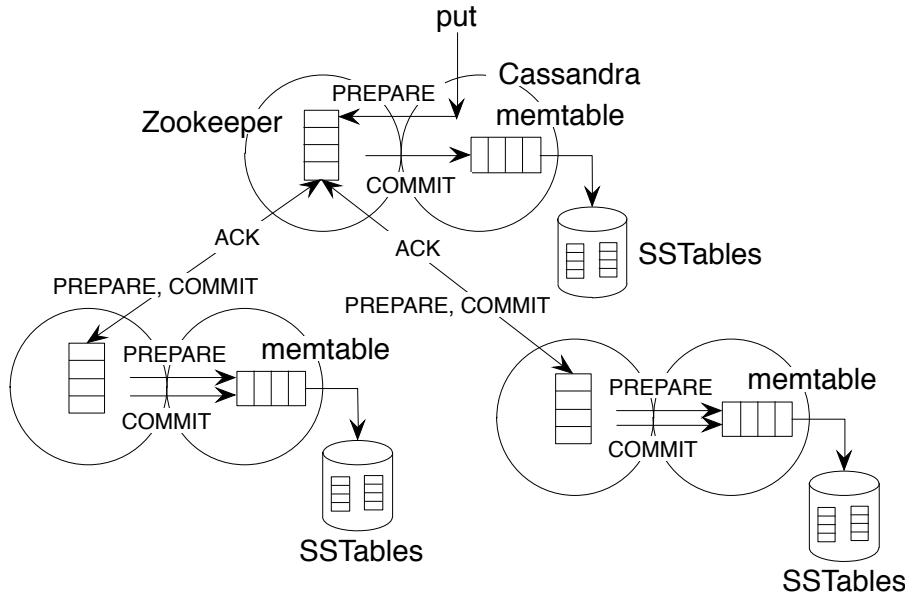 put
Cassandra
PREPARE
memtable
Zookeeper
COMMIT
ACK
ACK
SSTables
PREPARE, COMMIT
PREPARE, COMMIT
PREPARE
memtable
COMMIT
PREPARE
memtable
COMMIT
SSTables
SSTables